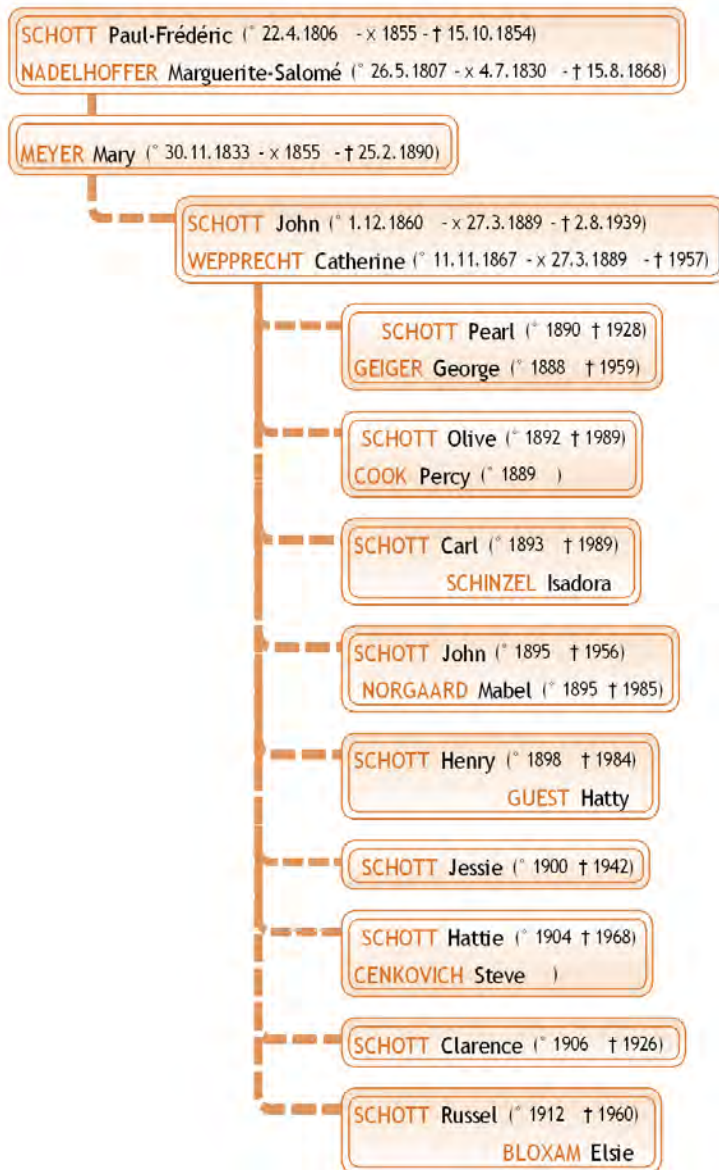 SCHOTT Paul-Frédéric (° 22.4.1806 - x 1855 - † 15.10.1854)
NADELHOFFER Marguerite-Salomé (° 26.5.1807 - x 4.7.1830 - † 15.8.1868)
MEYER Mary (° 30.11.1833 - x 1855 - † 25.2.1890)
SCHOTT John (° 1.12.1860 - x 27.3.1889 - † 2.8.1939)
WEPPRECHT Catherine (° 11.11.1867 - x 27.3.1889 - † 1957)
SCHOTT Pearl (° 1890 † 1928)
GEIGER George (° 1888 † 1959)
SCHOTT Olive (° 1892 † 1989)
COOK Percy (° 1889 )
SCHOTT Carl (° 1893 † 1989)
SCHINZEL Isadora
SCHOTT John (° 1895 † 1956)
NORGAARD Mabel (° 1895 † 1985)
SCHOTT Henry (° 1898 † 1984)
GUEST Hatty
SCHOTT Jessie (° 1900 † 1942)
SCHOTT Hattie (° 1904 † 1968)
CENKOVICH Steve )
SCHOTT Clarence (° 1906 † 1926)
SCHOTT Russel (° 1912 † 1960)
BLOXAM Elsie